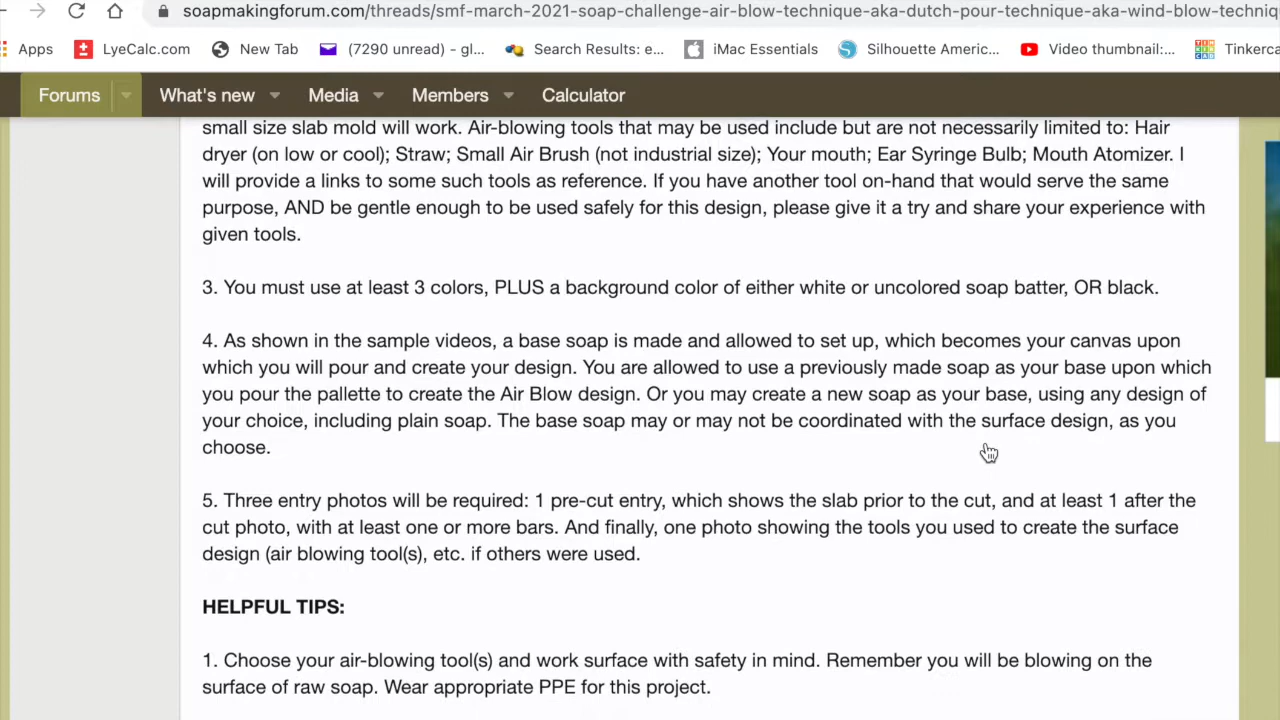 soapmakingforum.com/threads/smf-march-2021-soap-challenge-air-blow-technique-aka-dutch-pour-technique-aka-wind-blow-techniq
Apps LyeCalc.com New Tab (7290 unread) - gl... Search Results: e... iMac Essentials Silhouette Americ... Video thumbnail:... Tinkerca
Forums What's new Media Members Calculator
small size slab mold will work. Air-blowing tools that may be used include but are not necessarily limited to: Hair
dryer (on low or cool); Straw; Small Air Brush (not industrial size); Your mouth; Ear Syringe Bulb; Mouth Atomizer. I
will provide a links to some such tools as reference. If you have another tool on-hand that would serve the same
purpose, AND be gentle enough to be used safely for this design, please give it a try and share your experience with
given tools.
3. You must use at least 3 colors, PLUS a background color of either white or uncolored soap batter, OR black.
4. As shown in the sample videos, a base soap is made and allowed to set up, which becomes your canvas upon
which you will pour and create your design. You are allowed to use a previously made soap as your base upon which
you pour the pallette to create the Air Blow design. Or you may create a new soap as your base, using any design of
your choice, including plain soap. The base soap may or may not be coordinated with the surface design, as you
choose.
5. Three entry photos will be required: 1 pre-cut entry, which shows the slab prior to the cut, and at least 1 after the
cut photo, with at least one or more bars. And finally, one photo showing the tools you used to create the surface
design (air blowing tool(s), etc. if others were used.
HELPFUL TIPS:
1. Choose your air-blowing tool(s) and work surface with safety in mind. Remember you will be blowing on the
surface of raw soap. Wear appropriate PPE for this project.